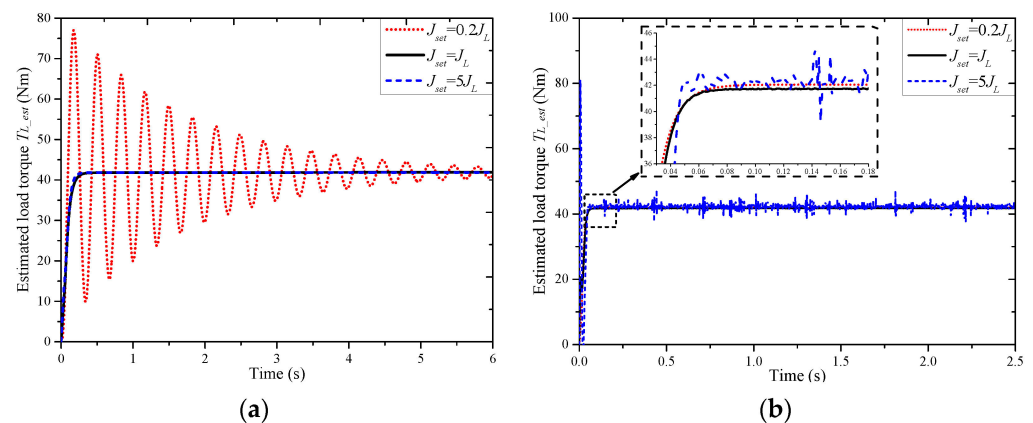 (a)
Estimated load torque TL_est (Nm)
80
70
60
50
40
30
20
10
0
J_set=0.2J_L
J_set=J_L
J_set=5J_L
0 1 2 3 4 5 6
Time (s)
(a)
(b)
Estimated load torque TL_est (Nm)
100
80
60
40
20
0
J_set=0.2J_L
J_set=J_L
J_set=5J_L
46
44
42
40
38
36
0.04 0.06 0.08 0.10 0.12 0.14 0.16 0.18
0.0 0.5 1.0 1.5 2.0 2.5
Time (s)
(b)